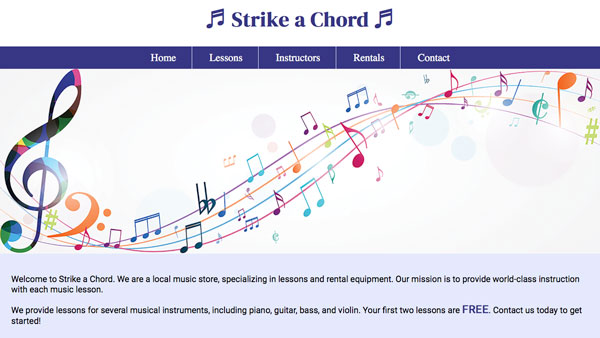 🎵 Strike a Chord 🎵
Home Lessons Instructors Rentals Contact
Welcome to Strike a Chord. We are a local music store, specializing in lessons and rental equipment. Our mission is to provide world-class instruction
with each music lesson.
We provide lessons for several musical instruments, including piano, guitar, bass, and violin. Your first two lessons are FREE. Contact us today to get
started!